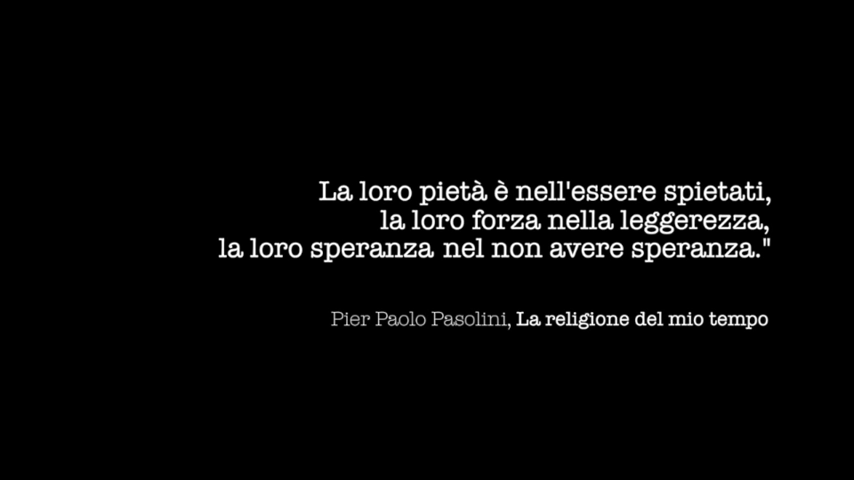 La loro pietà è nell'essere spietati,
la loro forza nella leggerezza,
la loro speranza nel non avere speranza."
Pier Paolo Pasolini, La religione del mio tempo